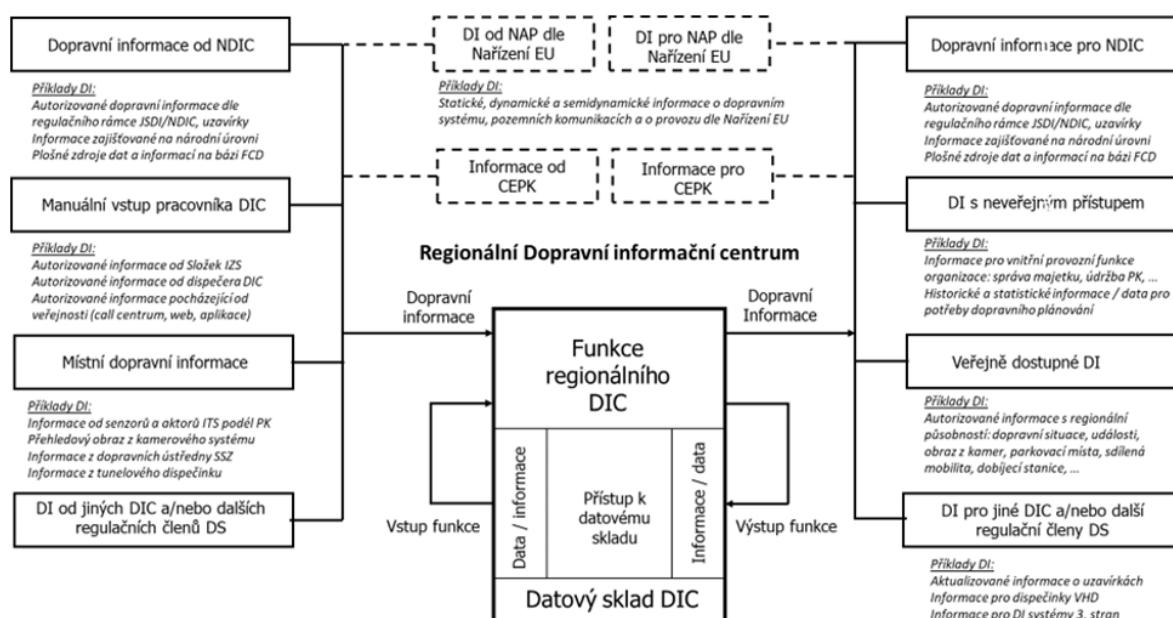 Dopravní informace od NDIC
Příklady DI:
Autorizované dopravní informace dle
regulačního rámce JSDI/NDIC, uzavírky
Informace zajišťované na národní úrovni
Plošné zdroje dat a informací na bázi FCD
Manuální vstup pracovníka DIC
Příklady DI:
Autorizované informace od Složek IZS
Autorizované informace od dispečera DIC
Autorizované informace pocházející od
veřejnosti (call centrum, web, aplikace)
Místní dopravní informace
Příklady DI:
Informace od senzorů a aktorů ITS podél PK
Přehledový obraz z kamerového systému
Informace z dopravních ústředny SSZ
Informace z tunelového dispečinku
DI od jiných DIC a/nebo dalších
regulačních členů DS
DI od NAP dle
Nařízení EU
DI pro NAP dle
Nařízení EU
Příklady DI:
Statické, dynamické a semidynamické informace o dopravním
systému, pozemních komunikacích a o provozu dle Nařízení EU
Informace od
CEPK
Informace pro
CEPK
Regionální Dopravní informační centrum
Dopravní
informace
Dopravní
Informace
Funkce
regionálního
DIC
Data / informace
Přístup k
datovému
skladu
Informace / data
Vstup funkce
Výstup funkce
Datový sklad DIC
Dopravní informace pro NDIC
Příklady DI:
Autorizované dopravní informace dle
regulačního rámce JSDI/NDIC, uzavírky
Informace zajišťované na národní úrovni
Plošné zdroje dat a informací na bázi FCD
DI s neveřejným přístupem
Příklady DI:
Informace pro vnitřní provozní funkce
organizace: správa majetku, údržba PK, ...
Historické a statistické informace / data pro
potřeby dopravního plánování
Veřejně dostupné DI
Příklady DI:
Autorizované informace s regionální
působností: dopravní situace, události,
obraz z kamer, parkovací místa, sdílená
mobilita, dobíjecí stanice, ...
DI pro jiné DIC a/nebo další
regulační členy DS
Příklady DI:
Aktualizované informace o uzavírkách
Informace pro dispečinky VHD
Informace pro DI systémy 3. stran